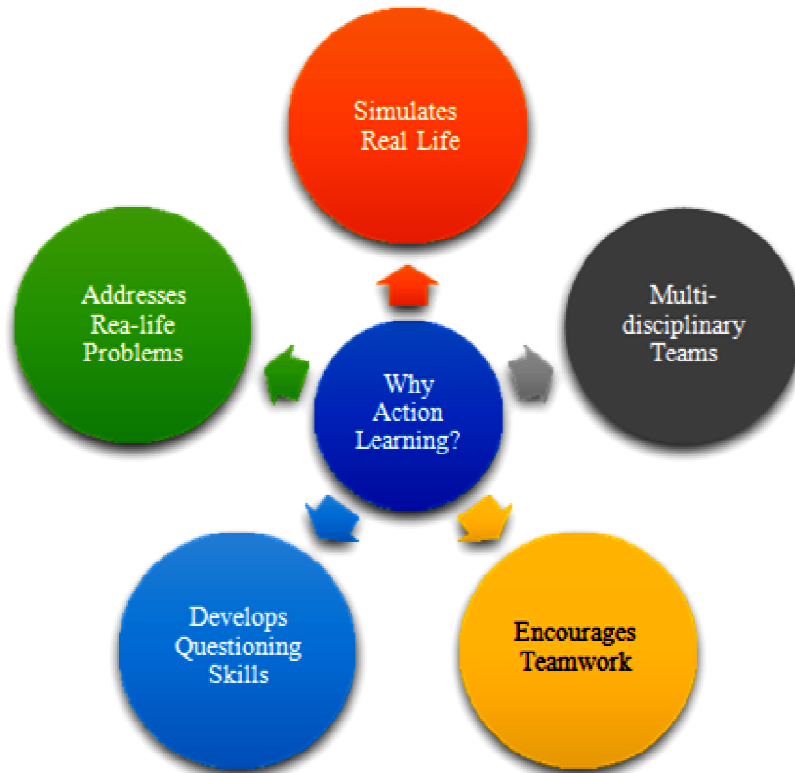 Simulates
Real Life
Addresses
Rea-life
Problems
Multi-
disciplinary
Teams
Why
Action
Learning?
Develops
Questioning
Skills
Encourages
Teamwork